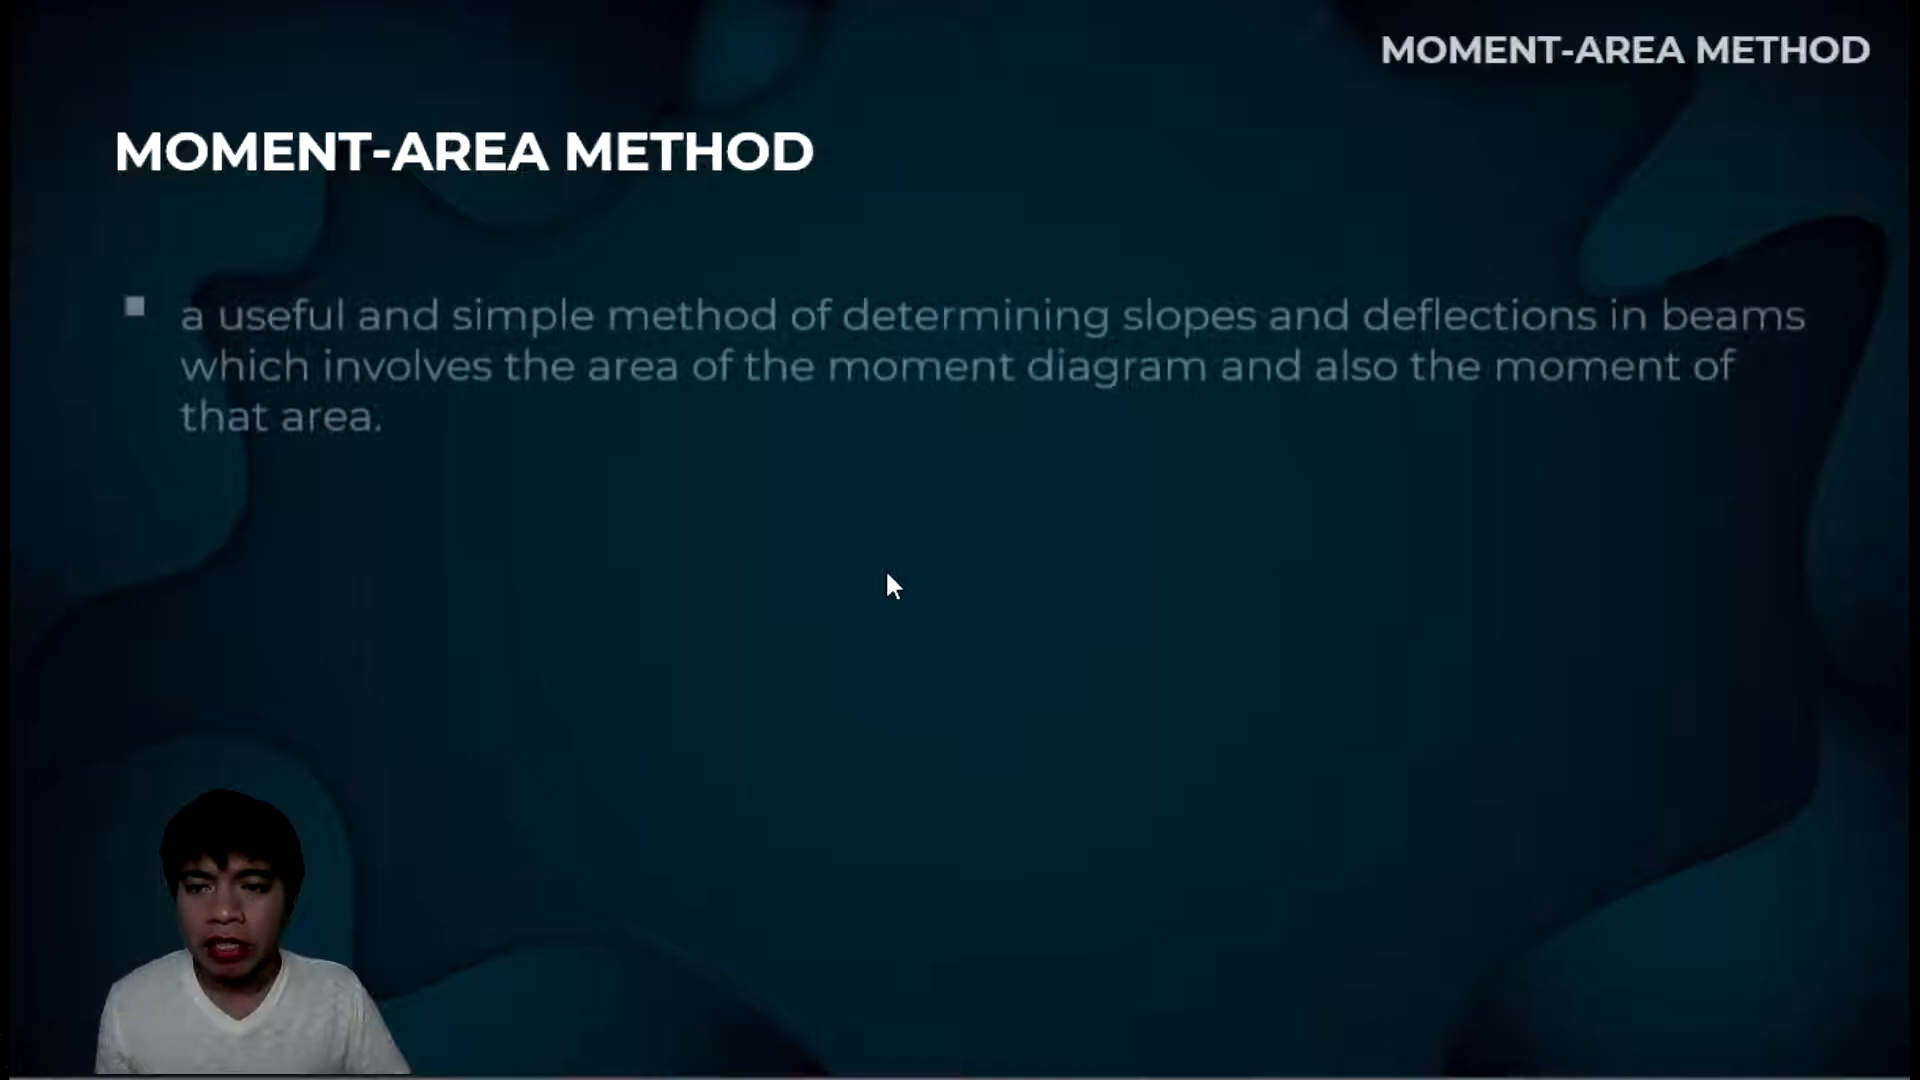 MOMENT-AREA METHOD
MOMENT-AREA METHOD
▪ a useful and simple method of determining slopes and deflections in beams
which involves the area of the moment diagram and also the moment of
that area.